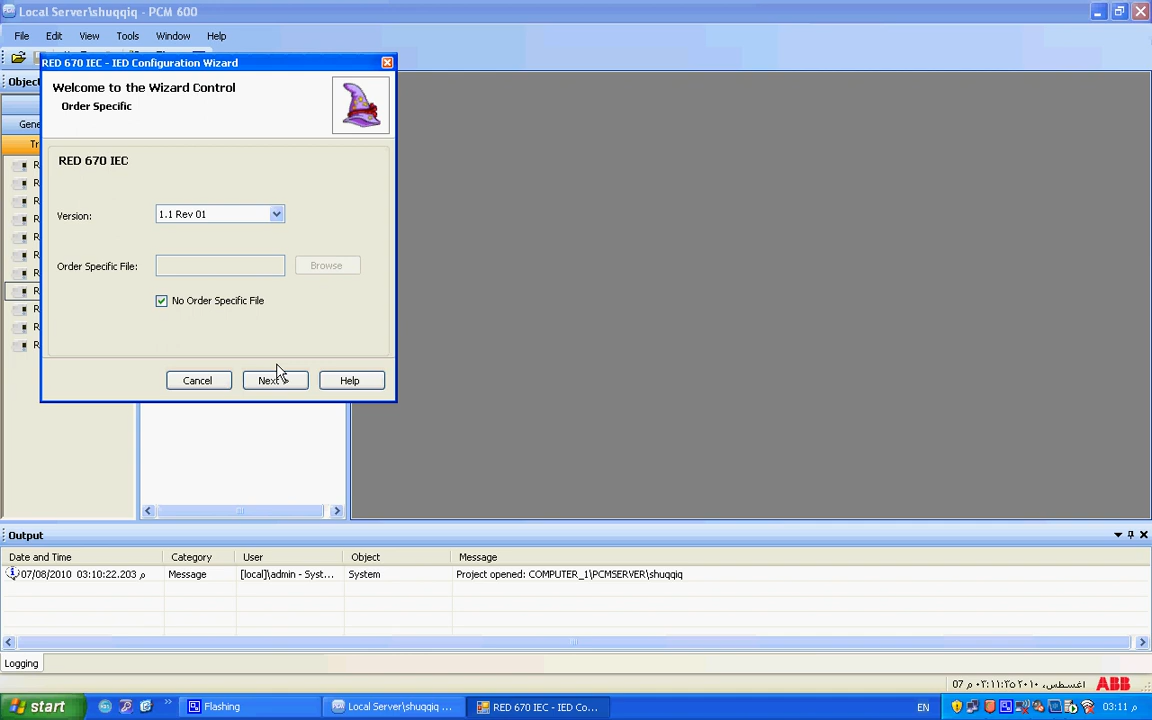 Local Server\shuqqiq - PCM 600
File Edit View Tools Window Help
RED 670 IEC - IED Configuration Wizard
Welcome to the Wizard Control
Order Specific
RED 670 IEC
Version: 1.1 Rev 01
Order Specific File: Browse
No Order Specific File
Cancel Next > Help
Output
Date and Time Category User Object Message
07/08/2010 03:10:22.203 م Message [local]\admin - Syst... System Project opened: COMPUTER_1\PCMSERVER\shuqqiq
Logging
07 اغسطس، ٢٠١٠ ٠٣:١١:٢٥ م ABB
start Flashing Local Server\shuqqiq ... RED 670 IEC - IED Co... EN 03:11 م